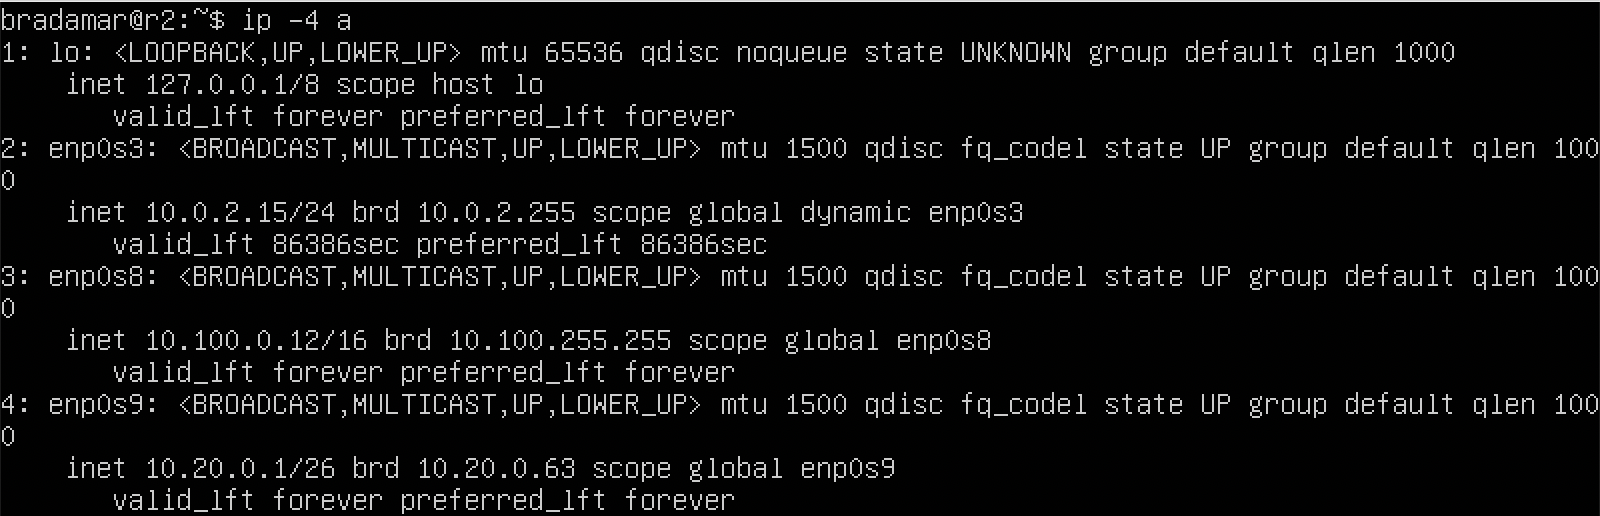 bradamar@r2:~$ ip -4 a
1: lo: <LOOPBACK,UP,LOWER_UP> mtu 65536 qdisc noqueue state UNKNOWN group default qlen 1000
    inet 127.0.0.1/8 scope host lo
       valid_lft forever preferred_lft forever
2: enp0s3: <BROADCAST,MULTICAST,UP,LOWER_UP> mtu 1500 qdisc fq_codel state UP group default qlen 100
0
    inet 10.0.2.15/24 brd 10.0.2.255 scope global dynamic enp0s3
       valid_lft 86386sec preferred_lft 86386sec
3: enp0s8: <BROADCAST,MULTICAST,UP,LOWER_UP> mtu 1500 qdisc fq_codel state UP group default qlen 100
0
    inet 10.100.0.12/16 brd 10.100.255.255 scope global enp0s8
       valid_lft forever preferred_lft forever
4: enp0s9: <BROADCAST,MULTICAST,UP,LOWER_UP> mtu 1500 qdisc fq_codel state UP group default qlen 100
0
    inet 10.20.0.1/26 brd 10.20.0.63 scope global enp0s9
       valid_lft forever preferred_lft forever